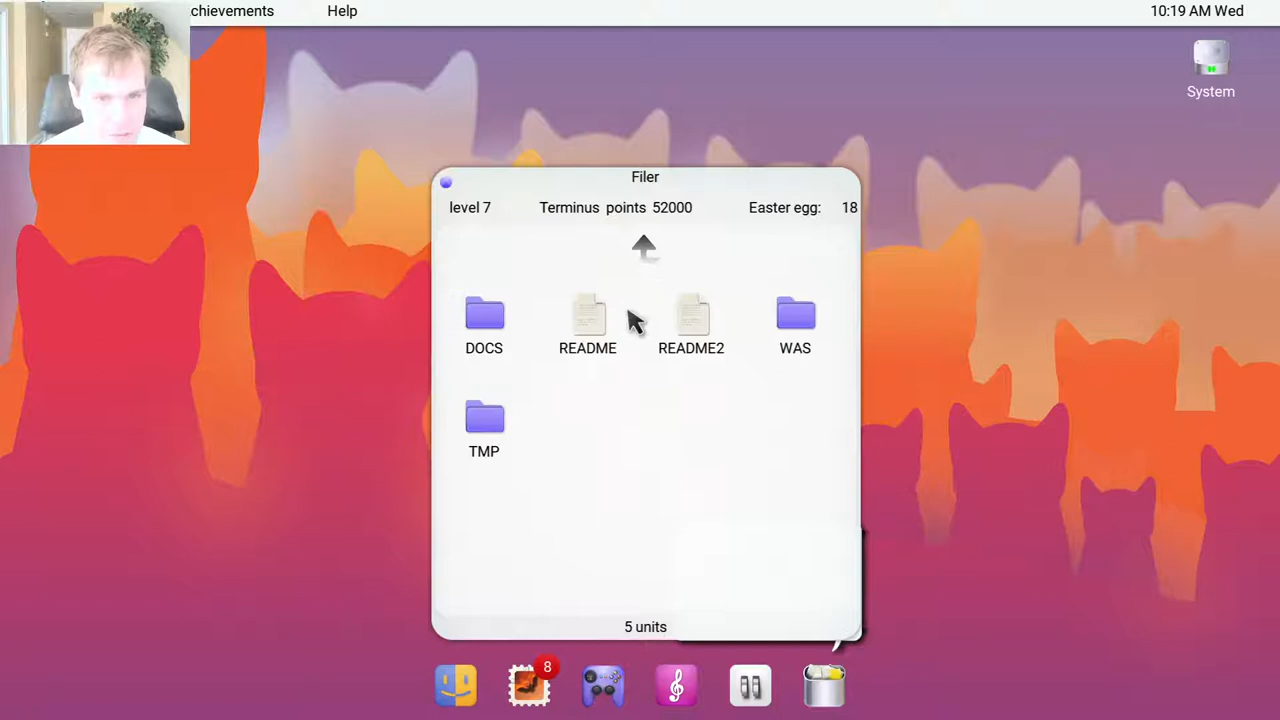 chievements Help 10:19 AM Wed
System
Filer
level 7 Terminus points 52000 Easter egg: 18
DOCS README README2 WAS
TMP
5 units
8